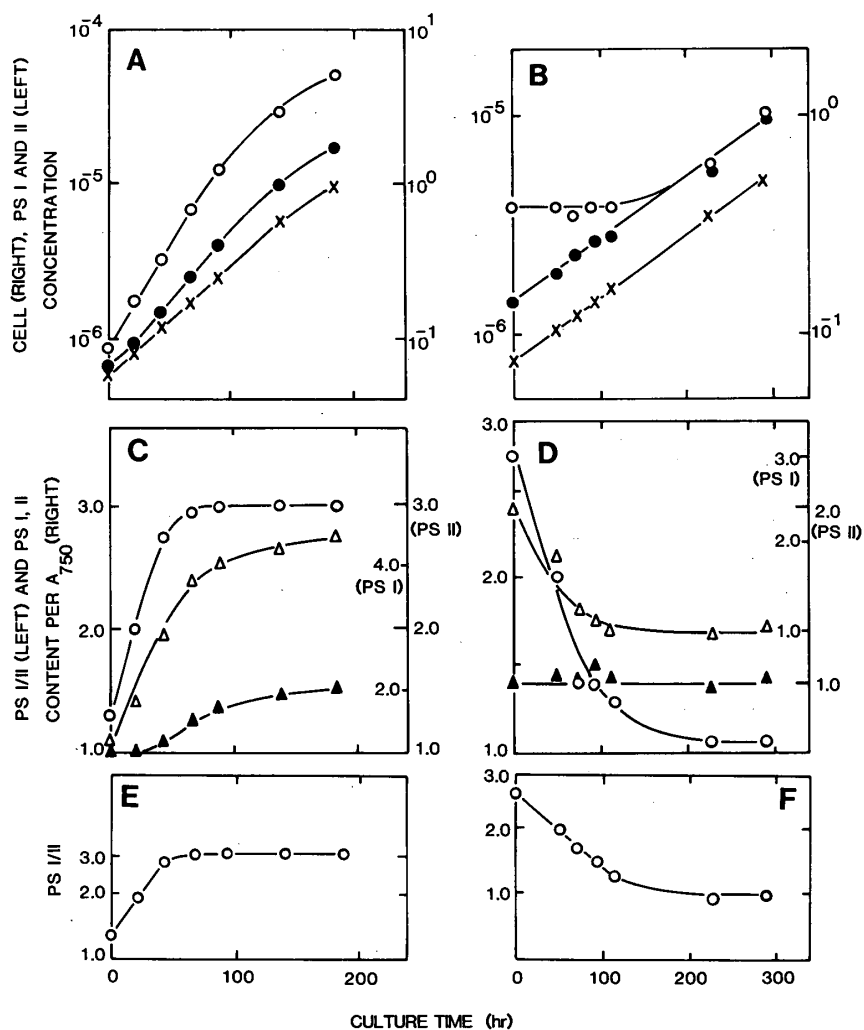 CELL (RIGHT), PS I AND II (LEFT)
CONCENTRATION
10-4
10-5
10-6
A
101
100
10-1
10-5
10-6
B
100
10-1
PS I/II (LEFT) AND PS I, II
CONTENT PER A750 (RIGHT)
3.0
2.0
1.0
C
3.0
(PS II)
4.0
(PS I)
2.0
2.0
1.0
3.0
2.0
1.0
D
3.0
(PS I)
2.0
(PS II)
2.0
1.0
1.0
PS I/II
3.0
2.0
1.0
E
0
100
200
3.0
2.0
1.0
F
0
100
200
300
CULTURE TIME (hr)